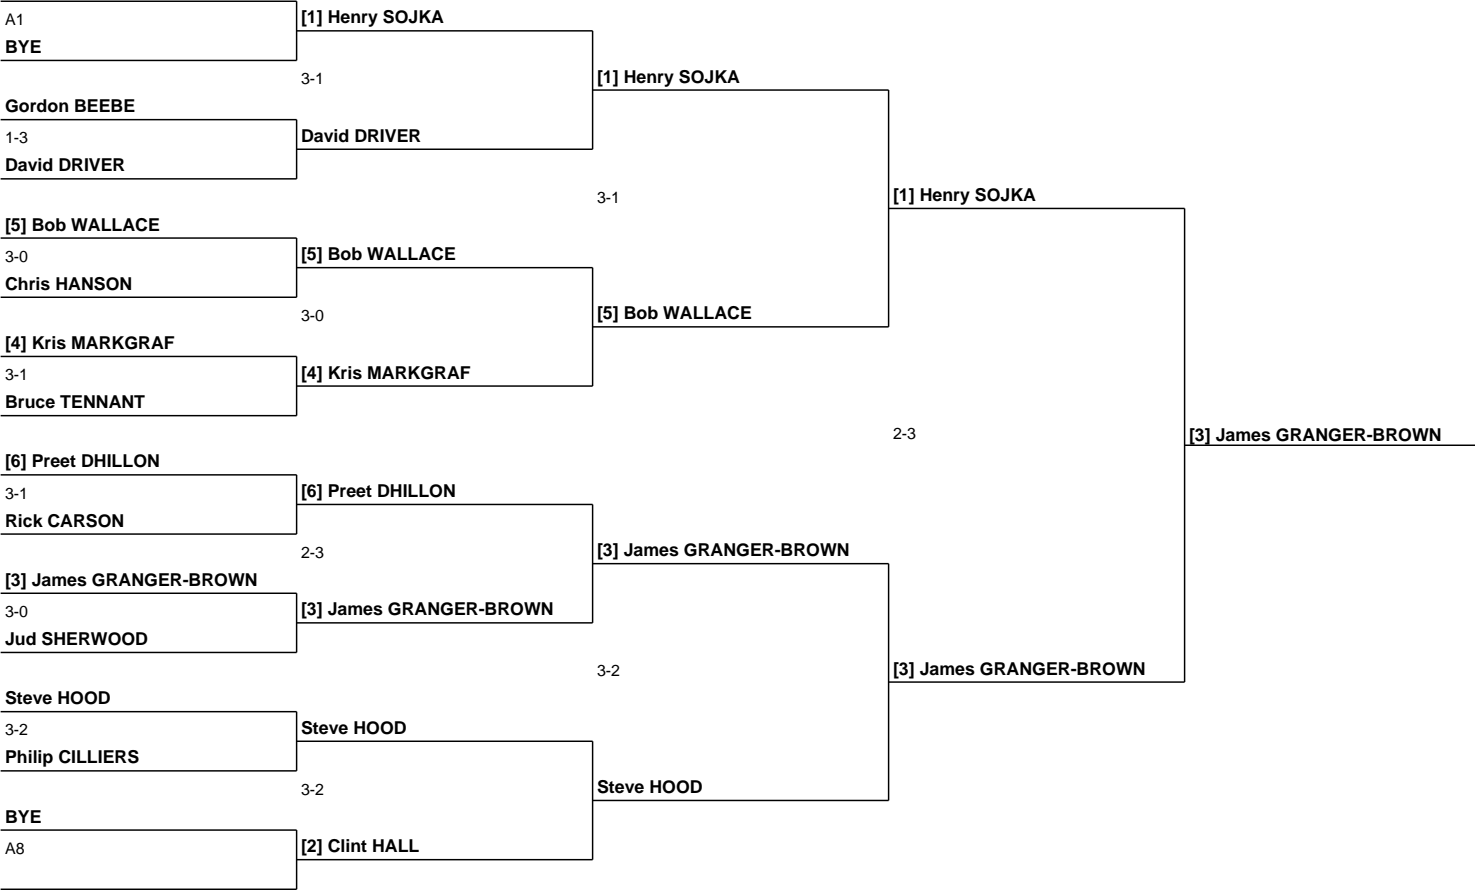 [1] Henry SOJKA
A1
BYE
3-1
[1] Henry SOJKA
Gordon BEEBE
1-3
David DRIVER
David DRIVER
3-1
[1] Henry SOJKA
[5] Bob WALLACE
3-0
[5] Bob WALLACE
Chris HANSON
3-0
[5] Bob WALLACE
[4] Kris MARKGRAF
3-1
[4] Kris MARKGRAF
Bruce TENNANT
2-3
[3] James GRANGER-BROWN
[6] Preet DHILLON
3-1
[6] Preet DHILLON
Rick CARSON
2-3
[3] James GRANGER-BROWN
[3] James GRANGER-BROWN
3-0
[3] James GRANGER-BROWN
Jud SHERWOOD
3-2
[3] James GRANGER-BROWN
Steve HOOD
3-2
Steve HOOD
Philip CILLIERS
3-2
Steve HOOD
BYE
A8
[2] Clint HALL